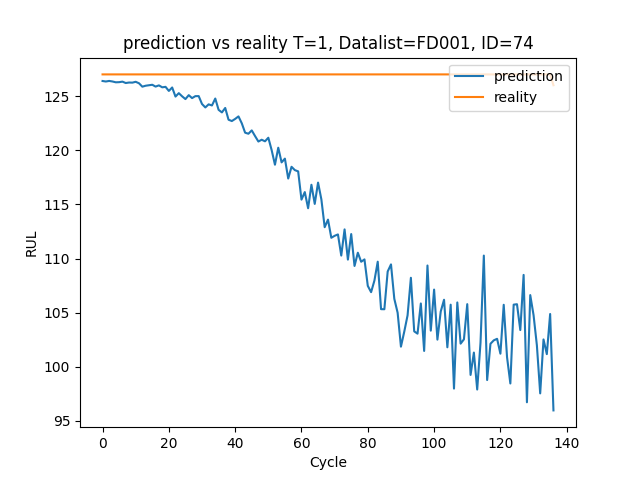 prediction vs reality T=1, Datalist=FD001, ID=74
prediction
reality
125
120
115
110
105
100
95
RUL
0 20 40 60 80 100 120 140
Cycle